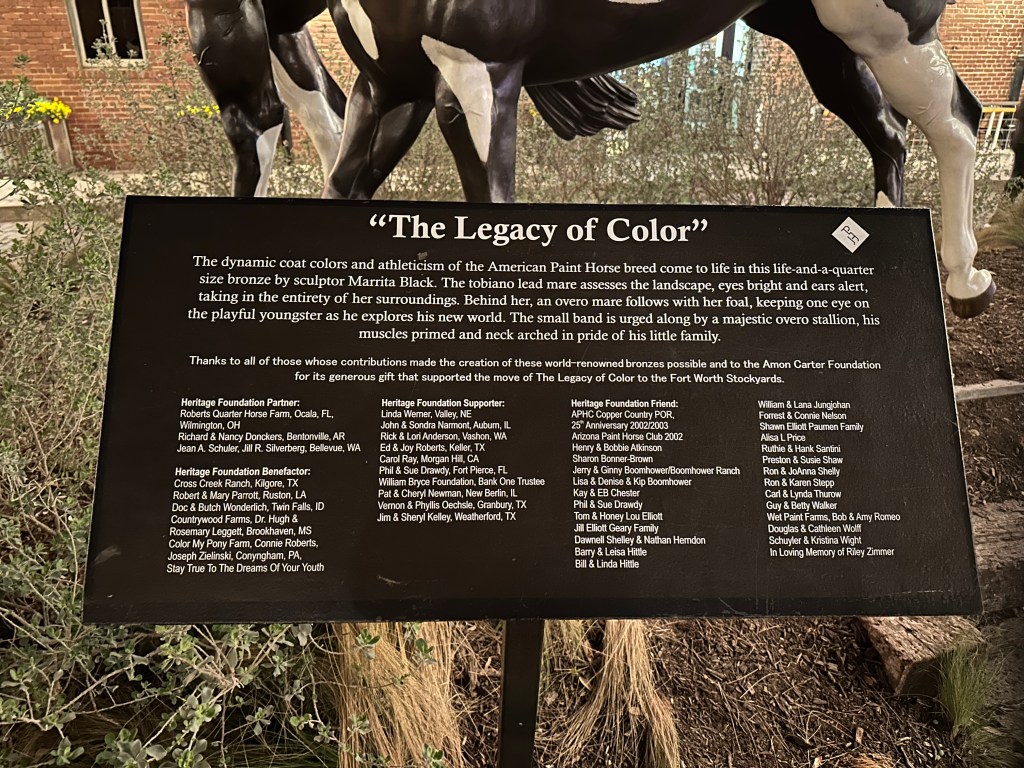 “The Legacy of Color”
The dynamic coat colors and athleticism of the American Paint Horse breed come to life in this life-and-a-quarter
size bronze by sculptor Marrita Black. The tobiano lead mare assesses the landscape, eyes bright and ears alert,
taking in the entirety of her surroundings. Behind her, an overo mare follows with her foal, keeping one eye on
the playful youngster as he explores his new world. The small band is urged along by a majestic overo stallion, his
muscles primed and neck arched in pride of his little family.
Thanks to all of those whose contributions made the creation of these world-renowned bronzes possible and to the Amon Carter Foundation
for its generous gift that supported the move of The Legacy of Color to the Fort Worth Stockyards.
Heritage Foundation Partner:
Roberts Quarter Horse Farm, Ocala, FL,
Wilmington, OH
Richard & Nancy Donckers, Bentonville, AR
Jean A. Schuler, Jill R. Silverberg, Bellevue, WA
Heritage Foundation Benefactor:
Cross Creek Ranch, Kilgore, TX
Robert & Mary Parrott, Ruston, LA
Doc & Butch Wonderlich, Twin Falls, ID
Countrywood Farms, Dr. Hugh &
Rosemary Leggett, Brookhaven, MS
Color My Pony Farm, Connie Roberts,
Joseph Zielinski, Conyngham, PA,
Stay True To The Dreams Of Your Youth
Heritage Foundation Supporter:
Linda Werner, Valley, NE
John & Sondra Narmont, Auburn, IL
Rick & Lori Anderson, Vashon, WA
Ed & Joy Roberts, Keller, TX
Carol Ray, Morgan Hill, CA
Phil & Sue Drawdy, Fort Pierce, FL
William Bryce Foundation, Bank One Trustee
Pat & Cheryl Newman, New Berlin, IL
Vernon & Phyllis Oechsle, Granbury, TX
Jim & Sheryl Kelley, Weatherford, TX
Heritage Foundation Friend:
APHC Copper Country POR,
25th Anniversary 2002/2003
Arizona Paint Horse Club 2002
Henry & Bobbie Atkinson
Sharon Bonner-Brown
Jerry & Ginny Boomhower/Boomhower Ranch
Lisa & Denise & Kip Boomhower
Kay & EB Chester
Phil & Sue Drawdy
Tom & Honey Lou Elliott
Jill Elliott Geary Family
Dawnell Shelley & Nathan Herndon
Barry & Leisa Hittle
Bill & Linda Hittle
William & Lana Jungjohan
Forrest & Connie Nelson
Shawn Elliott Paumen Family
Alisa L Price
Ruthie & Hank Santini
Preston & Susie Shaw
Ron & JoAnna Shelly
Ron & Karen Stepp
Carl & Lynda Thurow
Guy & Betty Walker
Wet Paint Farms, Bob & Amy Romeo
Douglas & Cathleen Wolff
Schuyler & Kristina Wight
In Loving Memory of Riley Zimmer